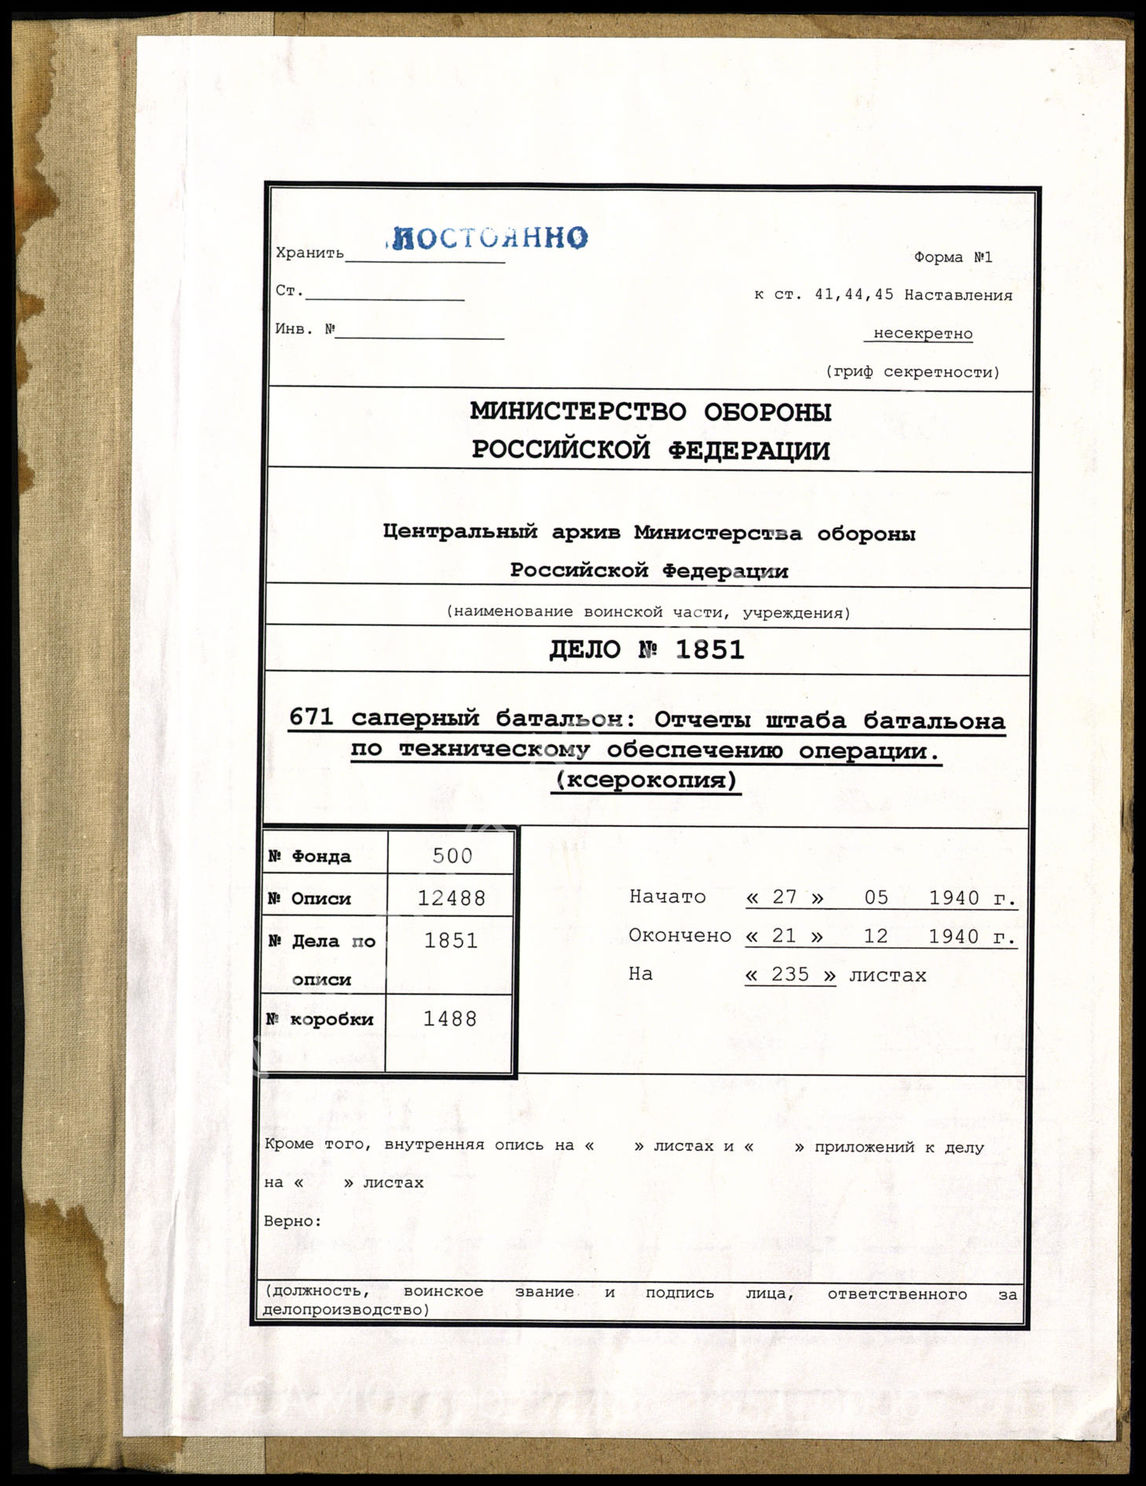 ПОСТОЯННО
Хранить
Форма №1
Ст.
к ст. 41,44,45 Наставления
Инв. №
несекретно
(гриф секретности)
МИНИСТЕРСТВО ОБОРОНЫ
РОССИЙСКОЙ ФЕДЕРАЦИИ
Центральный архив Министерства обороны
Российской Федерации
(наименование воинской части, учреждения)
ДЕЛО № 1851
671 саперный батальон: Отчеты штаба батальона
по техническому обеспечению операции.
(ксерокопия)
№ Фонда 500
№ Описи 12488
№ Дела по 1851
описи
№ коробки 1488
Начато « 27 » 05 1940 г.
Окончено « 21 » 12 1940 г.
На « 235 » листах
Кроме того, внутренняя опись на « » листах и « » приложений к делу
на « » листах
Верно:
(должность, воинское звание и подпись лица, ответственного за
делопроизводство)